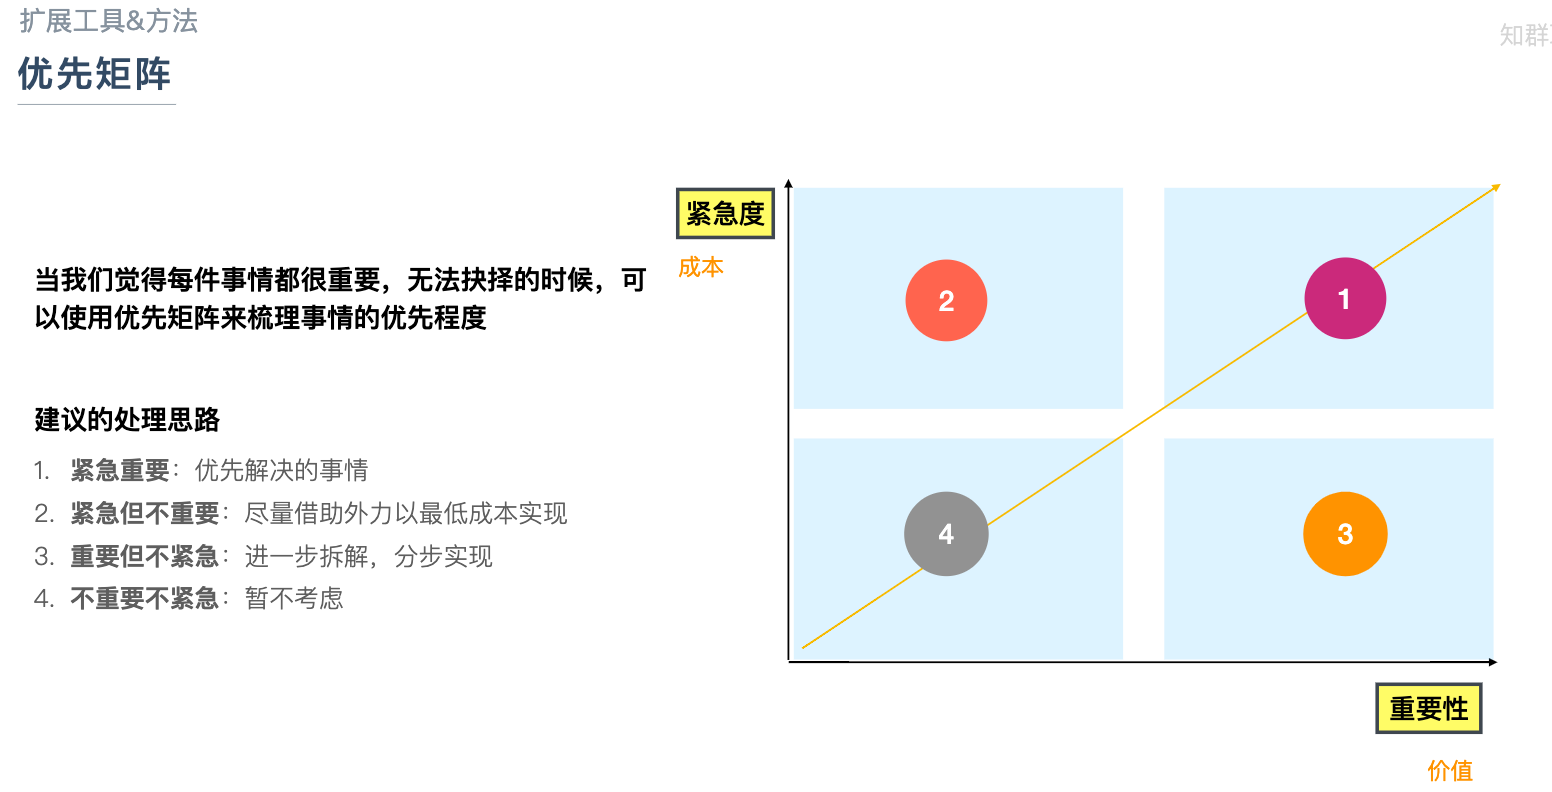 扩展工具&方法
知群
优先矩阵
当我们觉得每件事情都很重要，无法抉择的时候，可
以使用优先矩阵来梳理事情的优先程度
建议的处理思路
1. 紧急重要：优先解决的事情
2. 紧急但不重要：尽量借助外力以最低成本实现
3. 重要但不紧急：进一步拆解，分步实现
4. 不重要不紧急：暂不考虑
紧急度
成本
2
1
4
3
重要性
价值